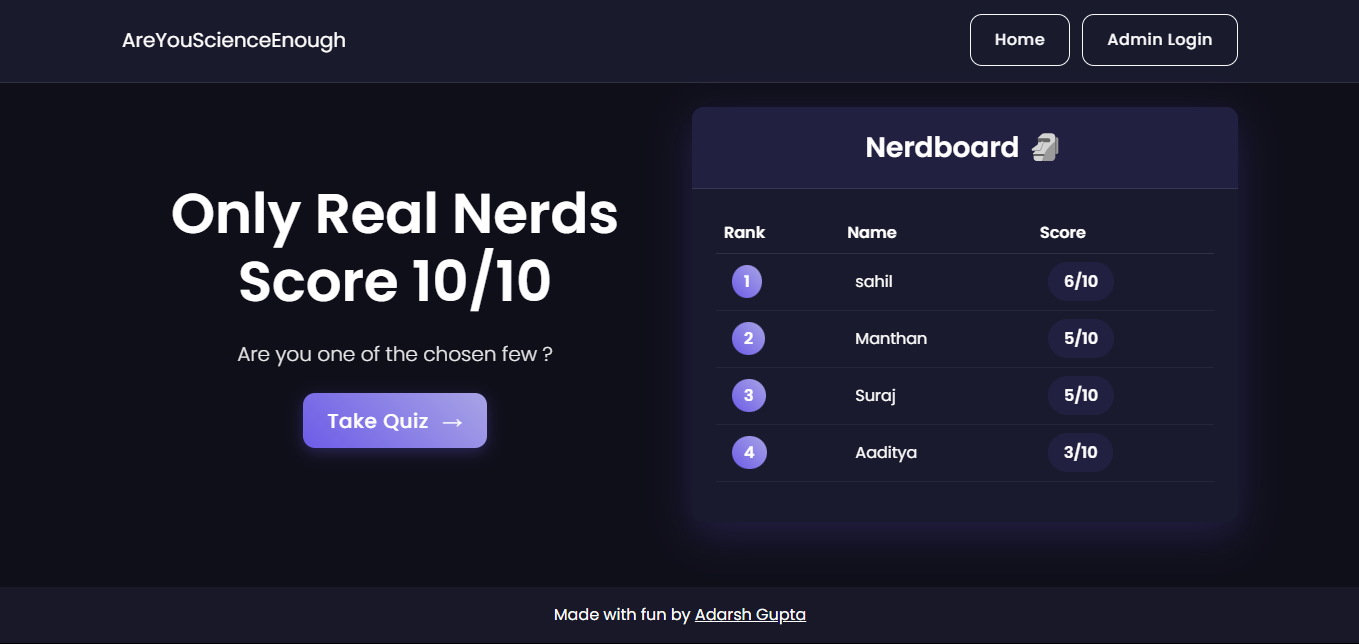 AreYouScienceEnough
Home
Admin Login
Only Real Nerds
Score 10/10
Are you one of the chosen few ?
Take Quiz →
Nerdboard 🗿
Rank Name Score
1 sahil 6/10
2 Manthan 5/10
3 Suraj 5/10
4 Aaditya 3/10
Made with fun by Adarsh Gupta